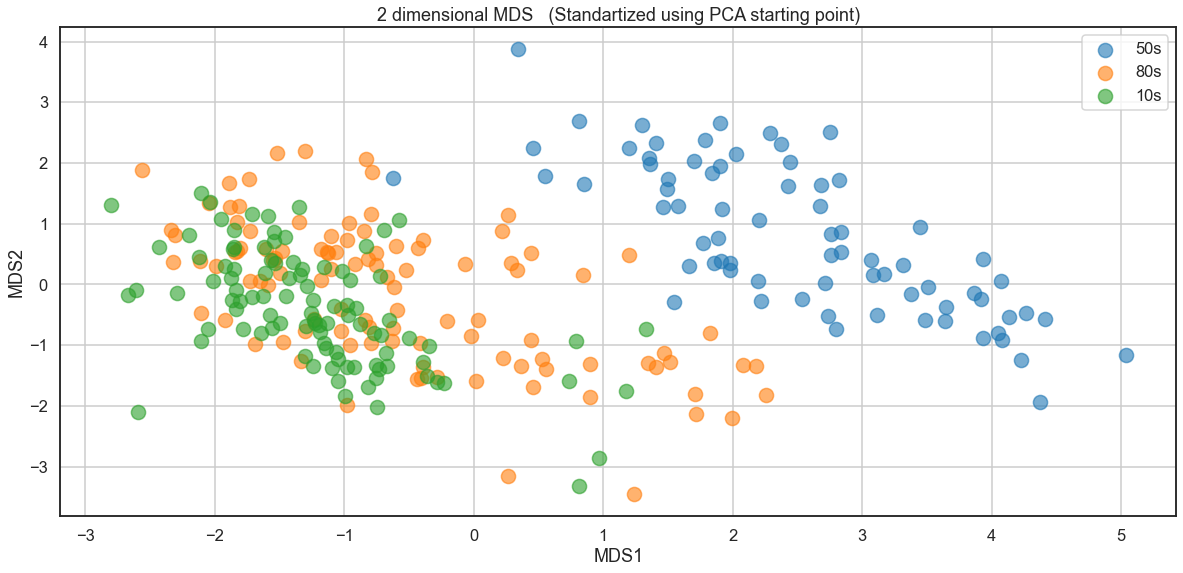 2 dimensional MDS   (Standartized using PCA starting point)
50s
80s
10s
MDS2
4
3
2
1
0
−1
−2
−3
−3 −2 −1 0 1 2 3 4 5
MDS1